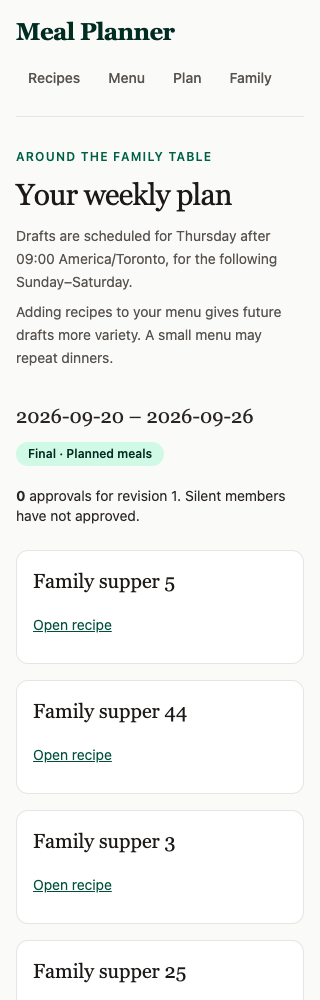 Meal Planner
Recipes Menu Plan Family
AROUND THE FAMILY TABLE
Your weekly plan
Drafts are scheduled for Thursday after
09:00 America/Toronto, for the following
Sunday–Saturday.
Adding recipes to your menu gives future
drafts more variety. A small menu may
repeat dinners.
2026-09-20 – 2026-09-26
Final · Planned meals
0 approvals for revision 1. Silent members
have not approved.
Family supper 5
Open recipe
Family supper 44
Open recipe
Family supper 3
Open recipe
Family supper 25